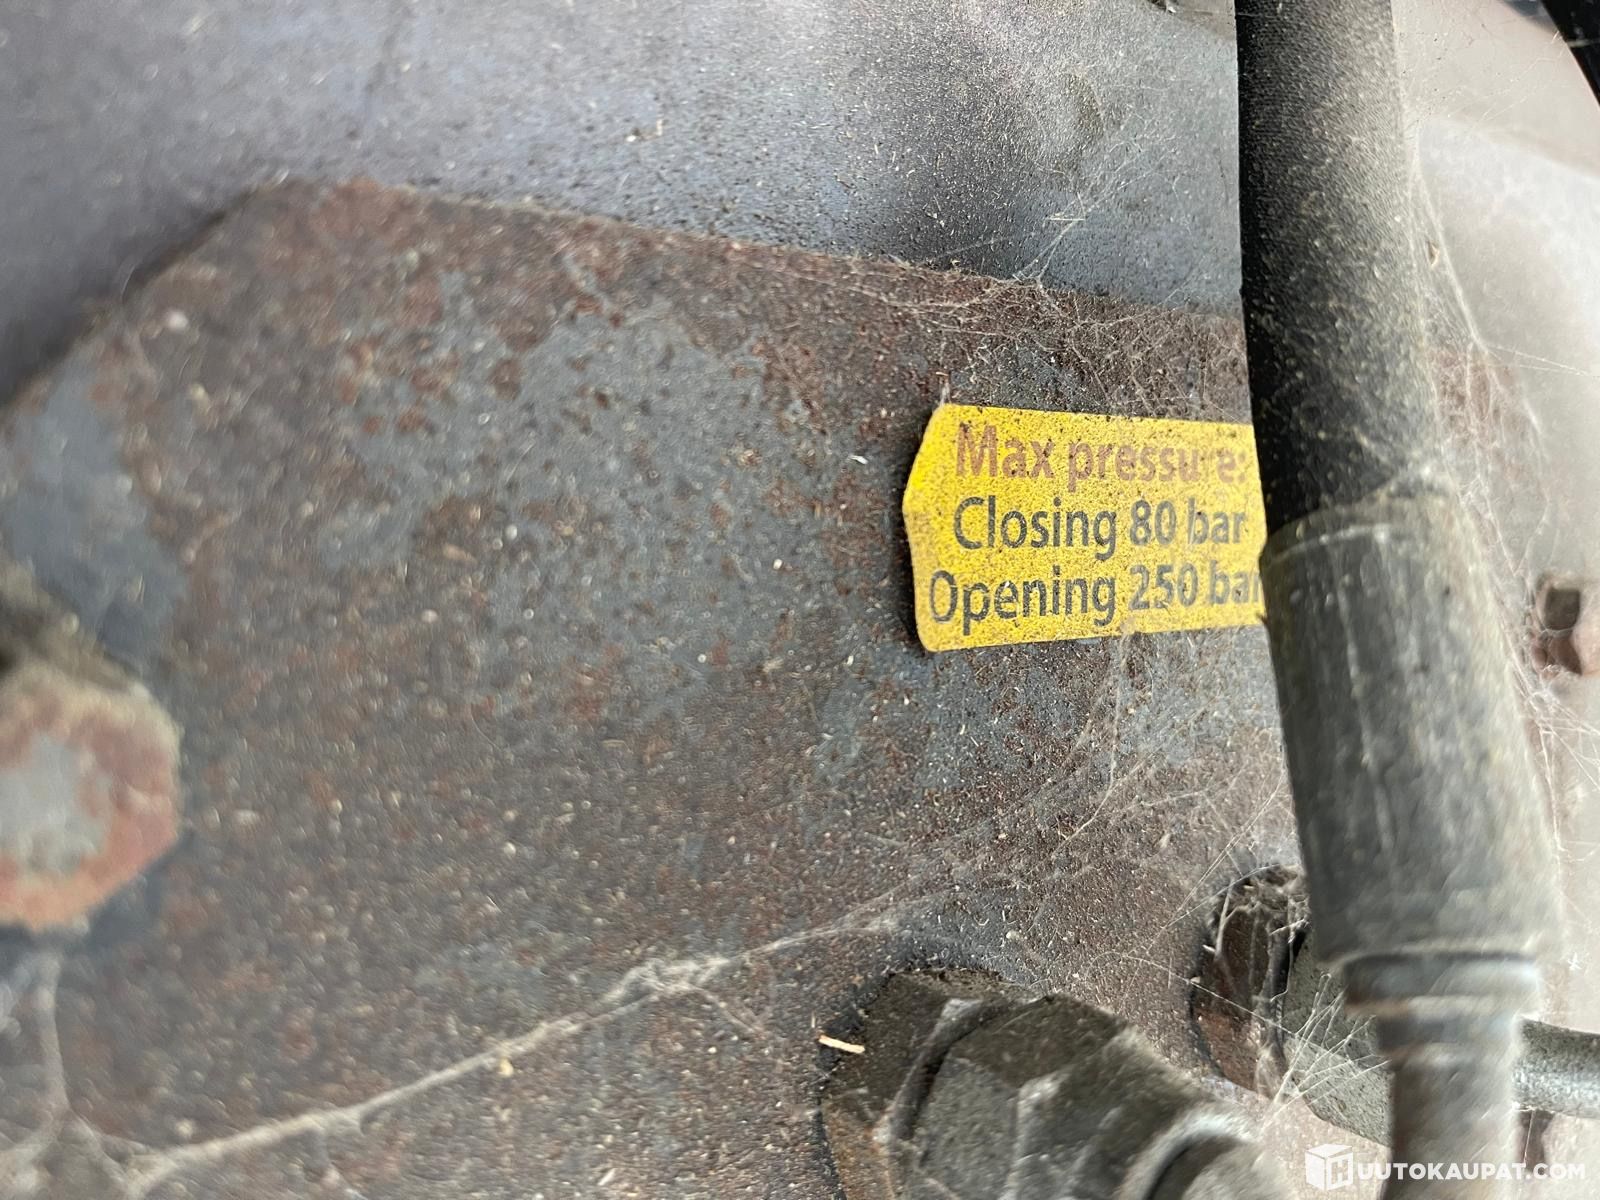 Max pressure:
Closing 80 bar
Opening 250 bar
HUUTOKAUPAT.COM